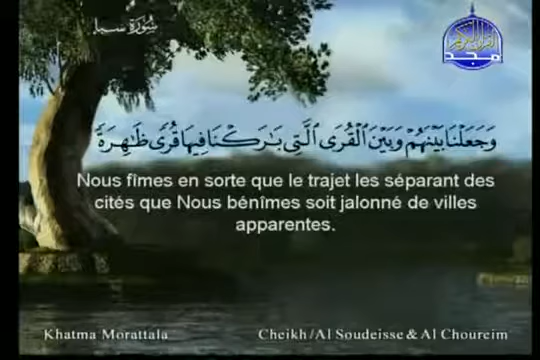 سورة سبأ
المجد
وَجَعَلْنَا بَيْنَهُمْ وَبَيْنَ الْقُرَى الَّتِي بَارَكْنَا فِيهَا قُرًى ظَاهِرَةً
Nous fîmes en sorte que le trajet les séparant des
cités que Nous bénîmes soit jalonné de villes
apparentes.
Khatma Morattala
Cheikh/Al Soudeisse & Al Choureim